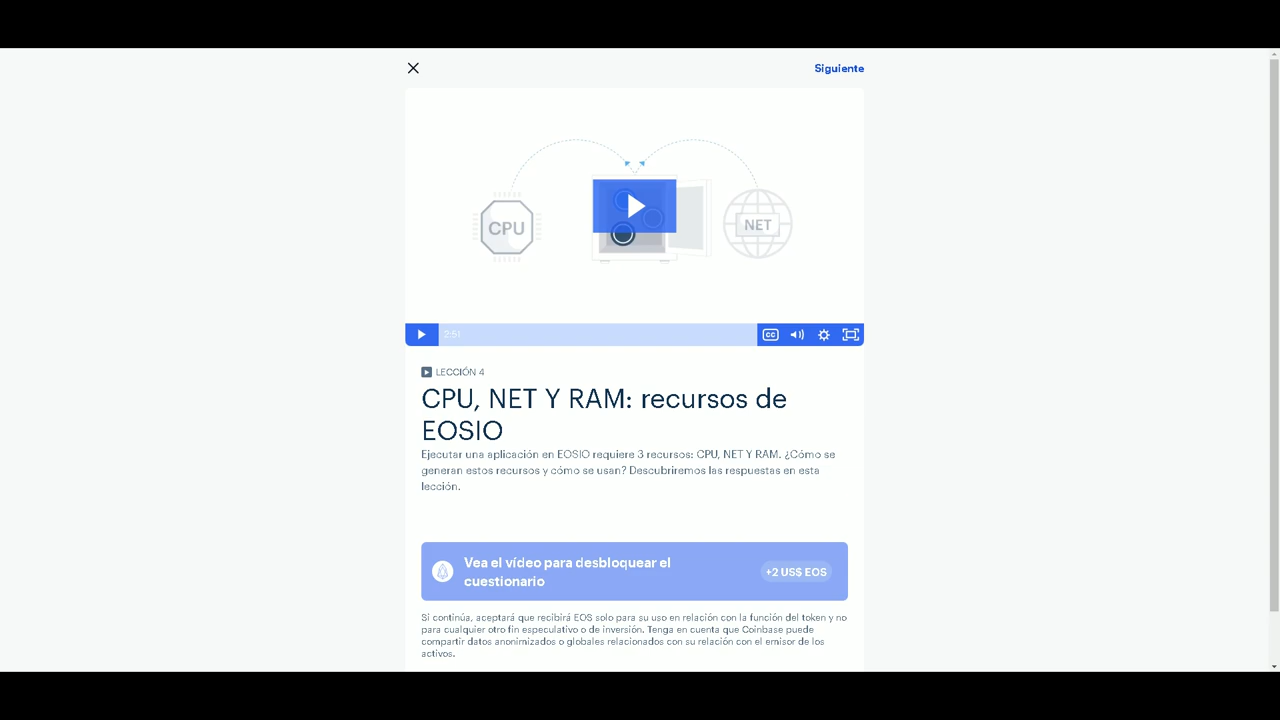 Siguiente
CPU
NET
2:51
CC
LECCIÓN 4
CPU, NET Y RAM: recursos de
EOSIO
Ejecutar una aplicación en EOSIO requiere 3 recursos: CPU, NET Y RAM. ¿Cómo se
generan estos recursos y cómo se usan? Descubriremos las respuestas en esta
lección.
Vea el vídeo para desbloquear el
cuestionario
+2 US$ EOS
Si continúa, aceptará que recibirá EOS solo para su uso en relación con la función del token y no
para cualquier otro fin especulativo o de inversión. Tenga en cuenta que Coinbase puede
compartir datos anonimizados o globales relacionados con su relación con el emisor de los
activos.